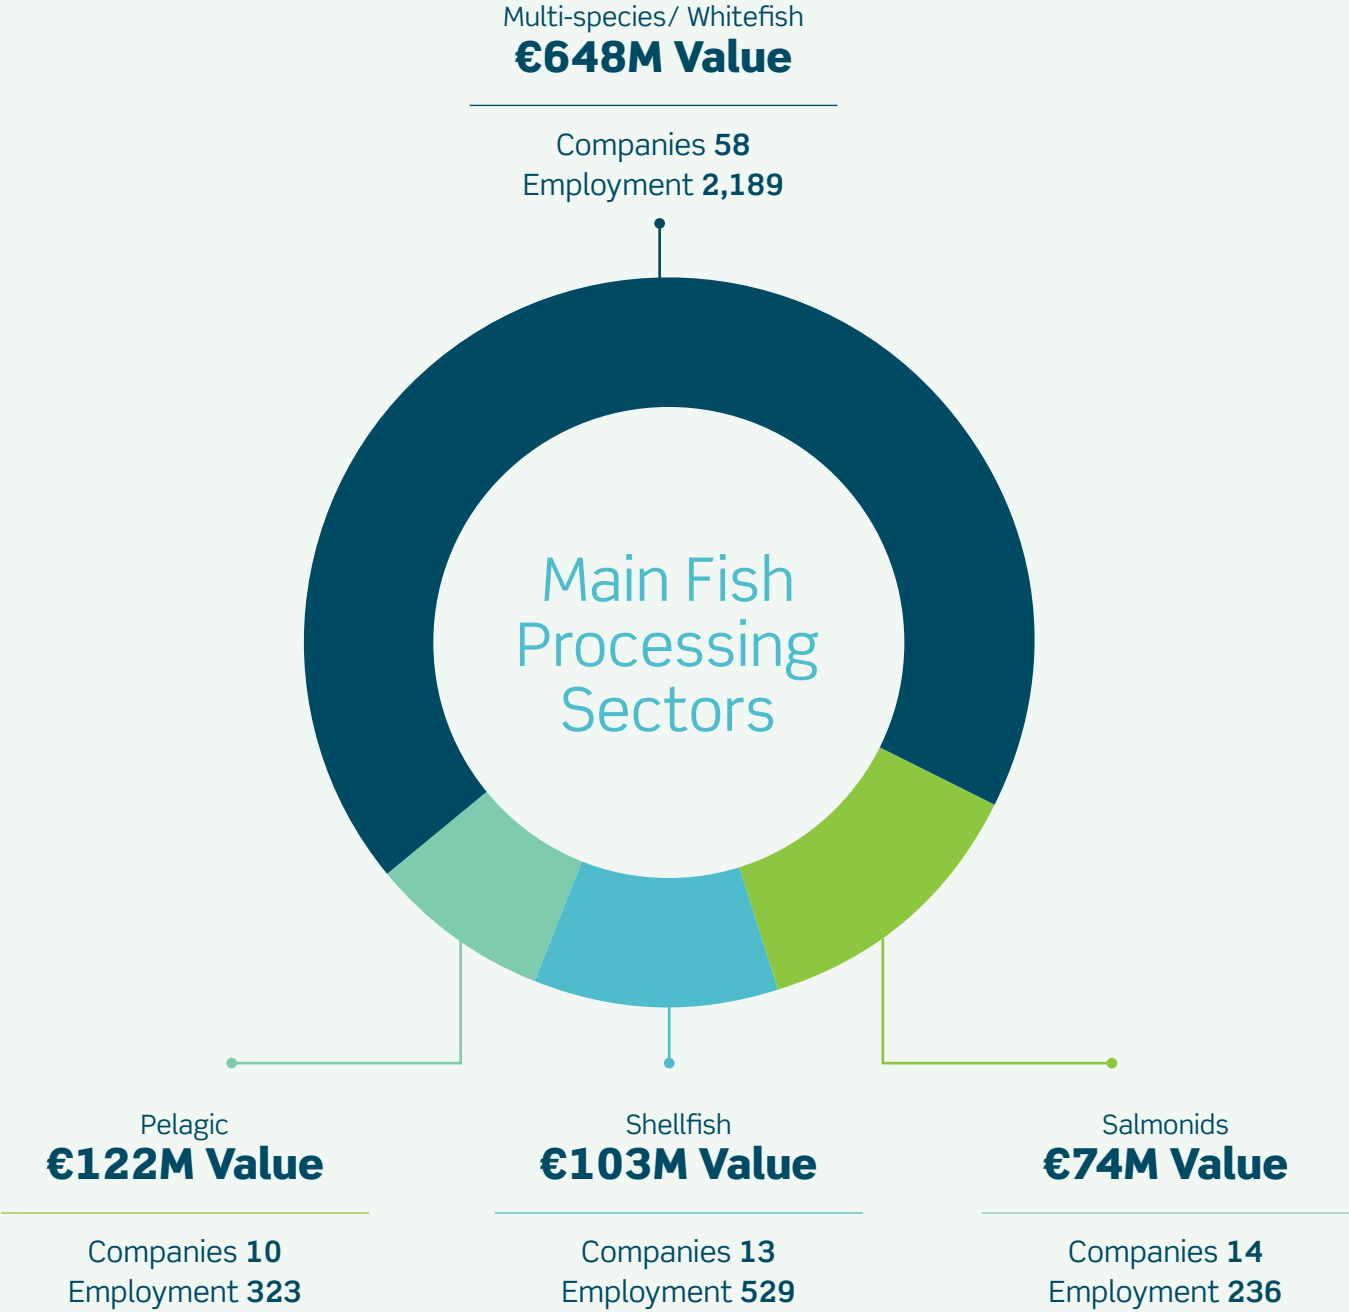 Multi-species/ Whitefish
€648M Value
Companies 58
Employment 2,189
Main Fish
Processing
Sectors
Pelagic
€122M Value
Companies 10
Employment 323
Shellfish
€103M Value
Companies 13
Employment 529
Salmonids
€74M Value
Companies 14
Employment 236